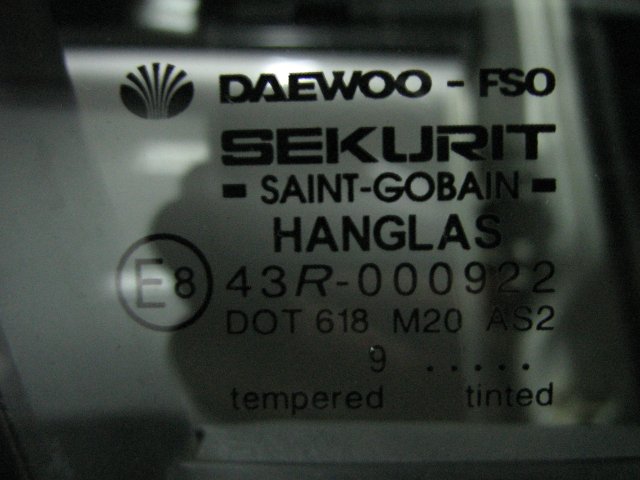 DAEWOO - FSO
SEKURIT
- SAINT-GOBAIN -
HANGLAS
E8 43R-000922
DOT 618 M20 AS2
9 .....
tempered tinted